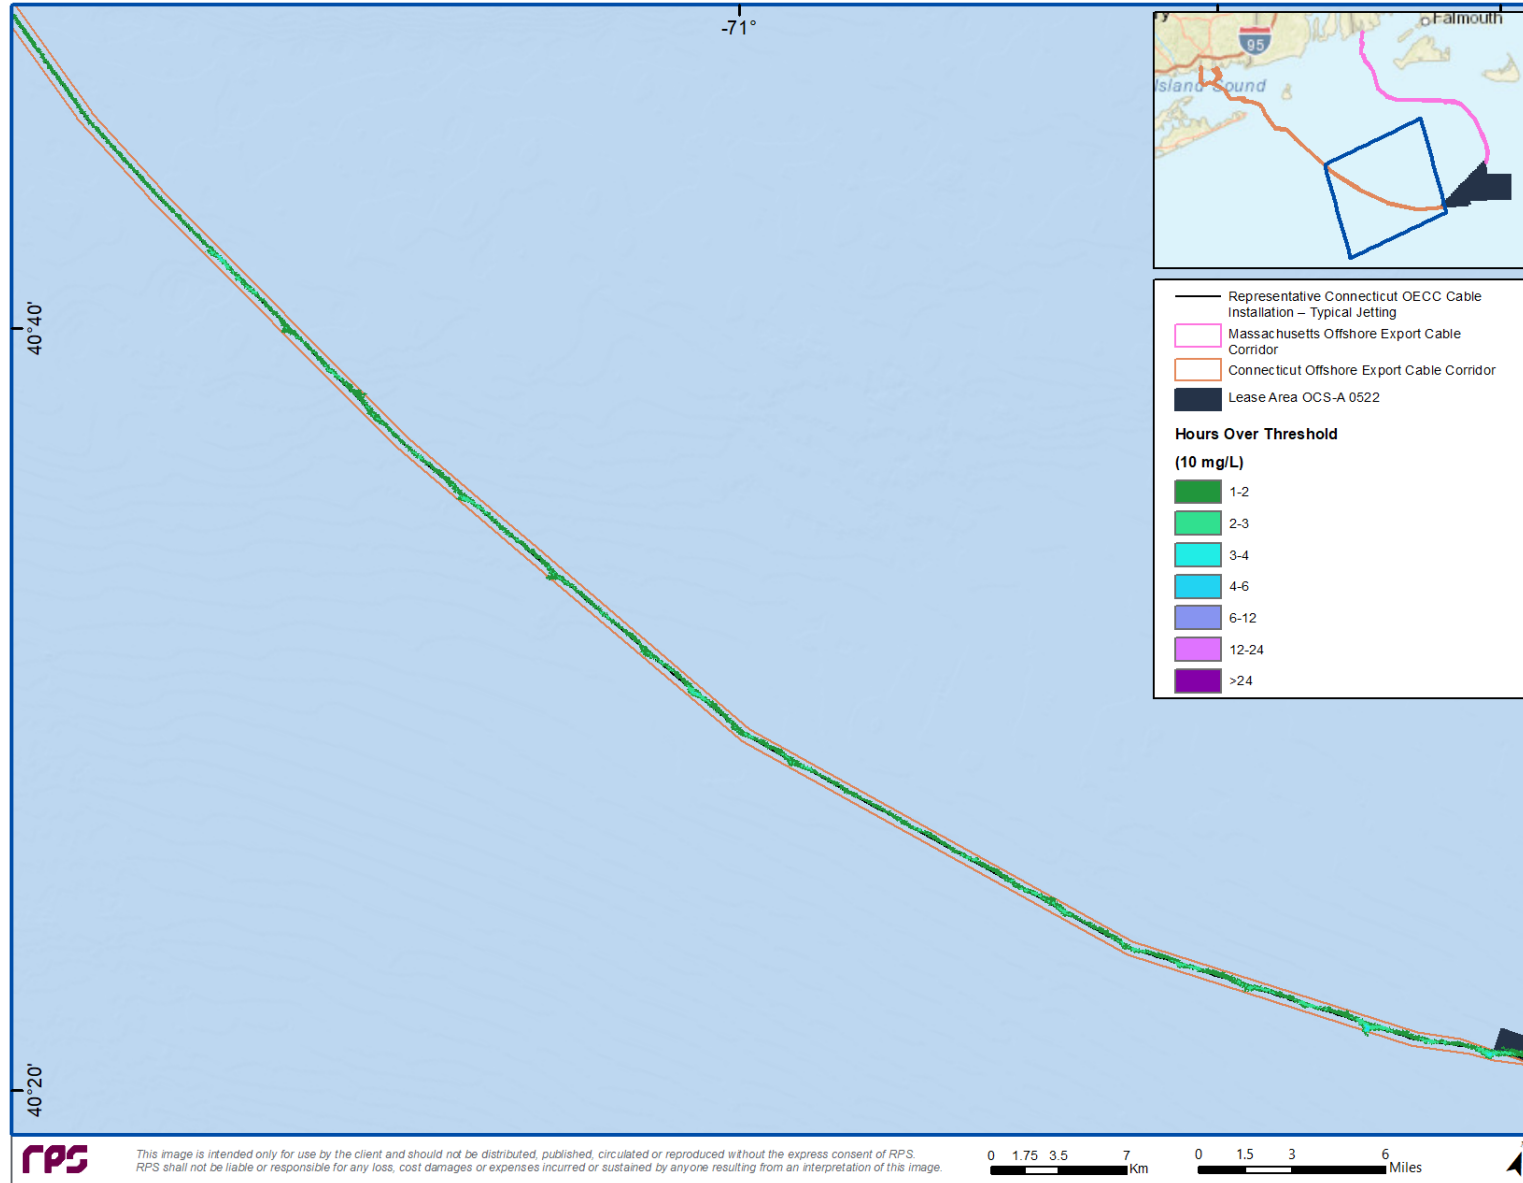 -71°
40°40'
40°20'
ry
Falmouth
95
Island Sound
Representative Connecticut OECC Cable
Installation – Typical Jetting
Massachusetts Offshore Export Cable
Corridor
Connecticut Offshore Export Cable Corridor
Lease Area OCS-A 0522
Hours Over Threshold
(10 mg/L)
1-2
2-3
3-4
4-6
6-12
12-24
>24
rps
This image is intended only for use by the client and should not be distributed, published, circulated or reproduced without the express consent of RPS.
RPS shall not be liable or responsible for any loss, cost damages or expenses incurred or sustained by anyone resulting from an interpretation of this image.
0 1.75 3.5 7
Km
0 1.5 3 6
Miles